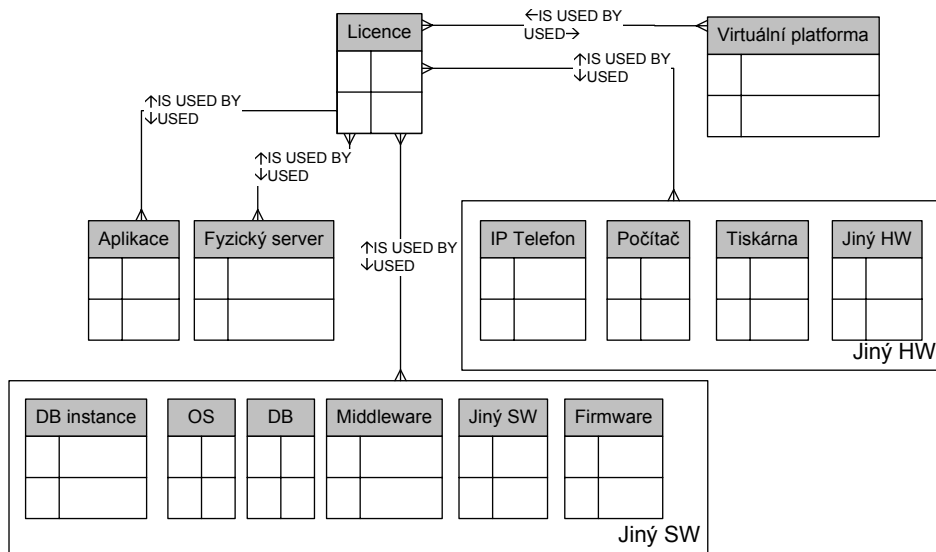 ←IS USED BY
USED→
Licence
Virtuální platforma
↑IS USED BY
↓USED
↑IS USED BY
↓USED
↑IS USED BY
↓USED
Aplikace
Fyzický server
IP Telefon
Počítač
Tiskárna
Jiný HW
↑IS USED BY
↓USED
Jiný HW
DB instance
OS
DB
Middleware
Jiný SW
Firmware
Jiný SW